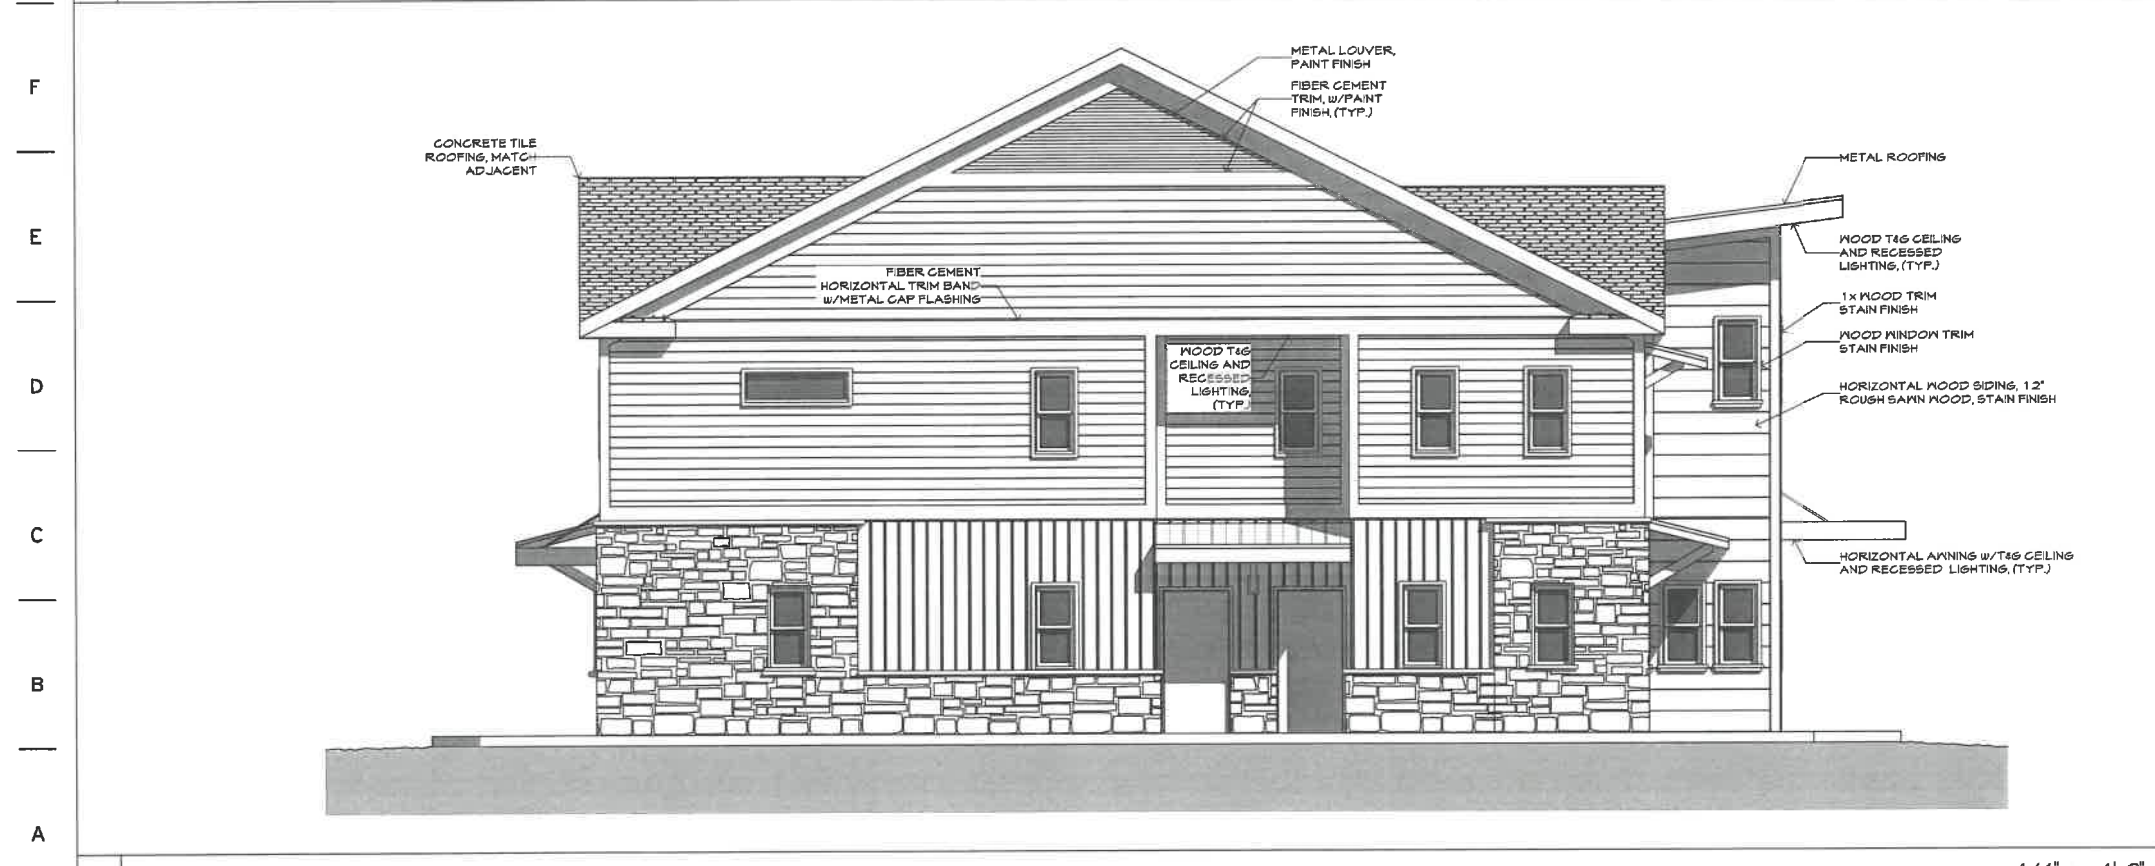 F
E
D
C
B
A
METAL LOUVER,
PAINT FINISH
FIBER CEMENT
TRIM, W/PAINT
FINISH, (TYP.)
CONCRETE TILE
ROOFING, MATCH
ADJACENT
METAL ROOFING
WOOD T&G CEILING
AND RECESSED
LIGHTING, (TYP.)
FIBER CEMENT
HORIZONTAL TRIM BAND
W/METAL CAP FLASHING
1x WOOD TRIM
STAIN FINISH
WOOD WINDOW TRIM
STAIN FINISH
WOOD T&G
CEILING AND
RECESSED
LIGHTING,
(TYP.)
HORIZONTAL WOOD SIDING, 12"
ROUGH SAWN WOOD, STAIN FINISH
HORIZONTAL AWNING W/T&G CEILING
AND RECESSED LIGHTING, (TYP.)